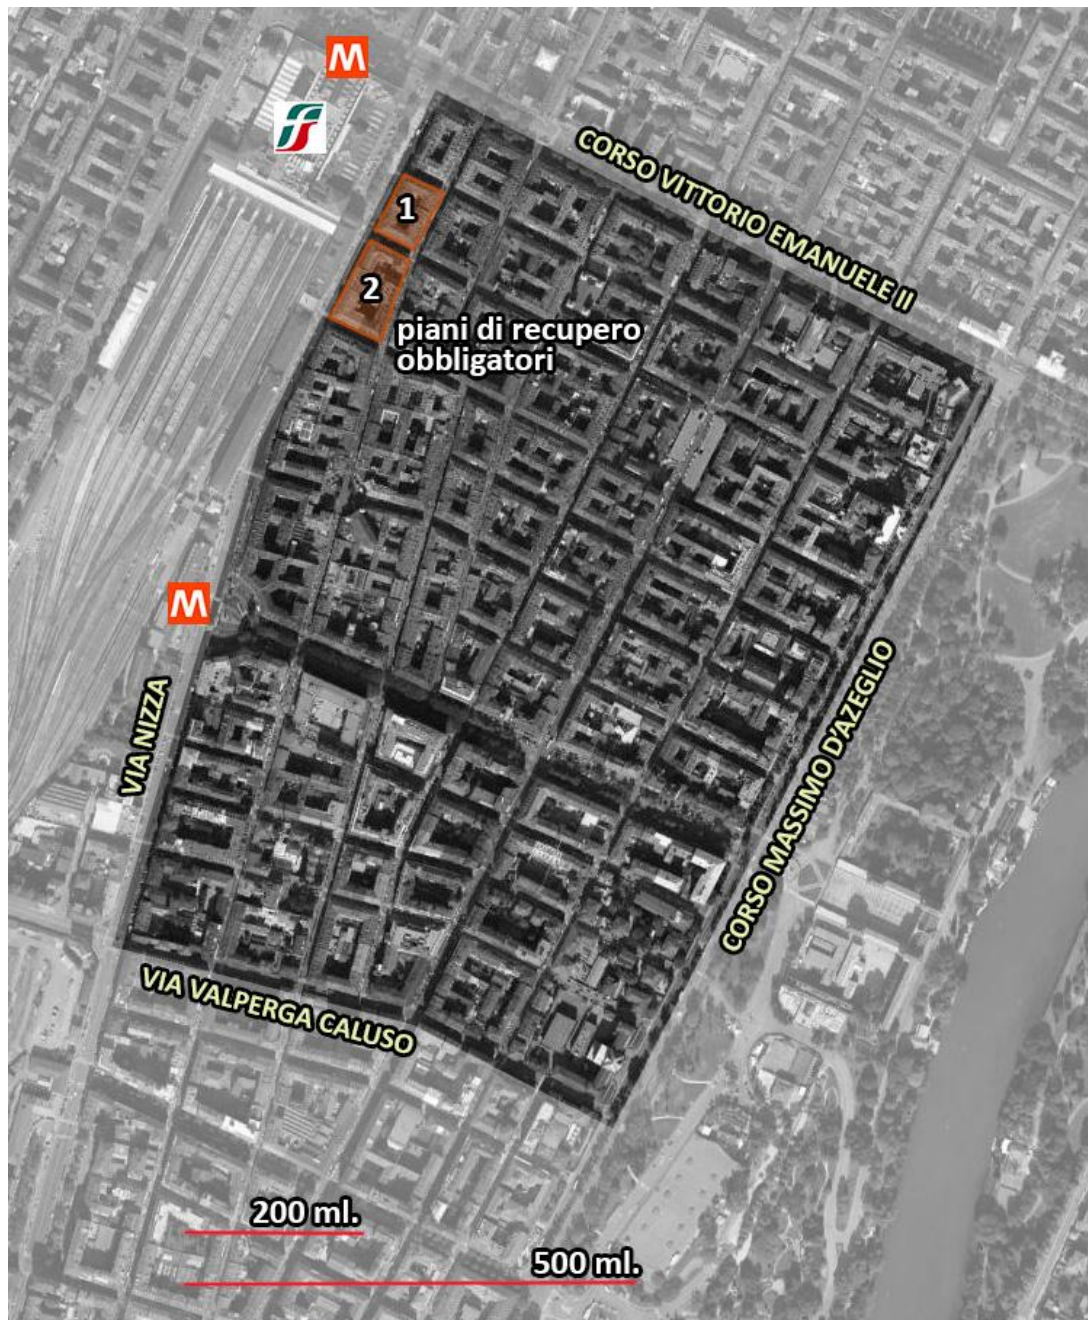 M
CORSO VITTORIO EMANUELE II
1
2
piani di recupero
obbligatori
M
VIA NIZZA
CORSO MASSIMO D'AZEGLIO
VIA VALPERGA CALUSO
200 ml.
500 ml.